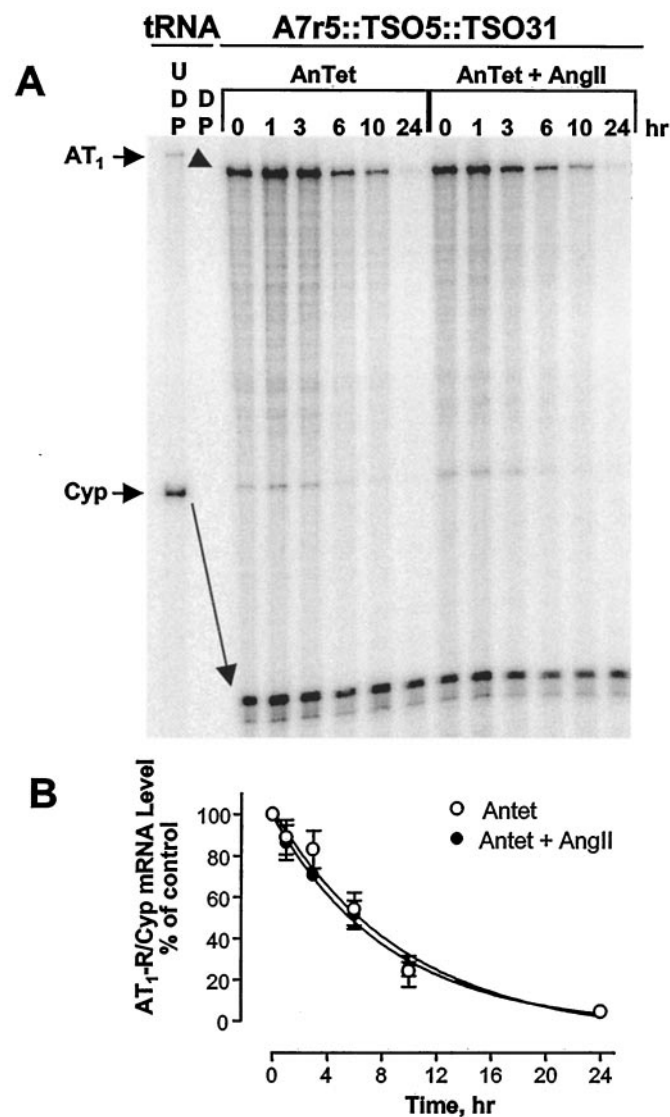 tRNA A7r5::TSO5::TSO31
A
U D P
D P
AnTet AnTet + AngII
0 1 3 6 10 24 0 1 3 6 10 24 hr
AT1
Cyp
B
AT1-R/Cyp mRNA Level
% of control
100
80
60
40
20
0
Antet
Antet + AngII
0 4 8 12 16 20 24
Time, hr